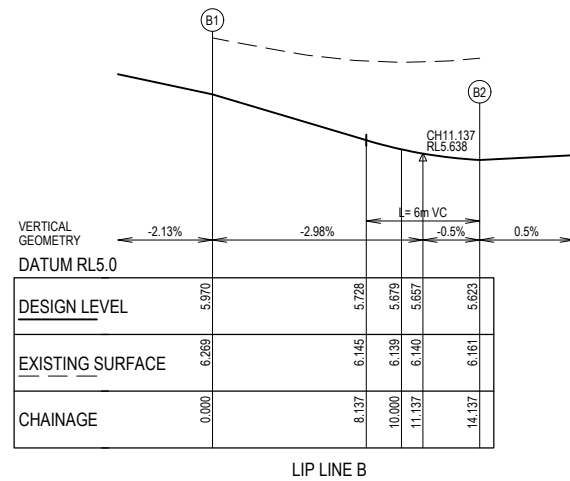 B1
B2
CH11.137
RL5.638
L= 6m VC
VERTICAL
GEOMETRY
-2.13% -2.98% -0.5% 0.5%
DATUM RL5.0
DESIGN LEVEL 5.970 5.728 5.679 5.657 5.623
EXISTING SURFACE 6.269 6.145 6.139 6.140 6.161
CHAINAGE 0.000 8.137 10.000 11.137 14.137
LIP LINE B